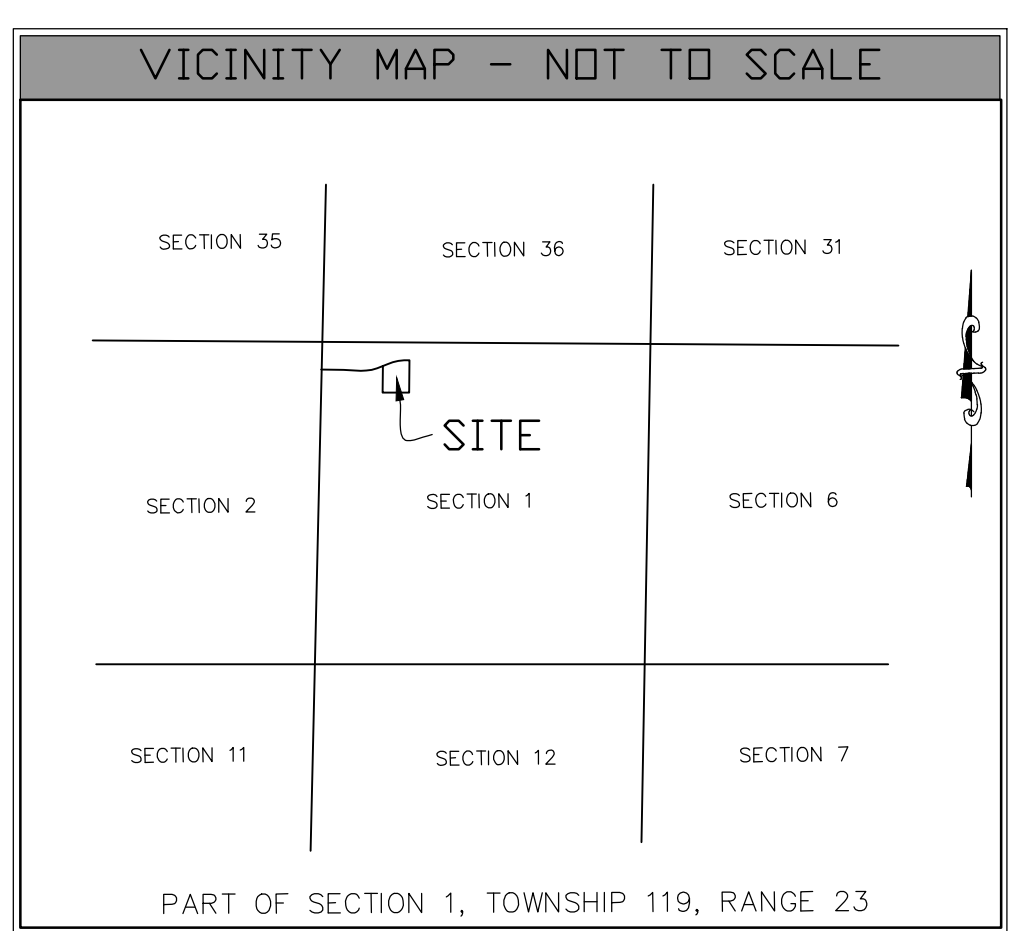 VICINITY MAP - NOT TO SCALE
SECTION 35
SECTION 36
SECTION 31
SITE
SECTION 2
SECTION 1
SECTION 6
SECTION 11
SECTION 12
SECTION 7
PART OF SECTION 1, TOWNSHIP 119, RANGE 23